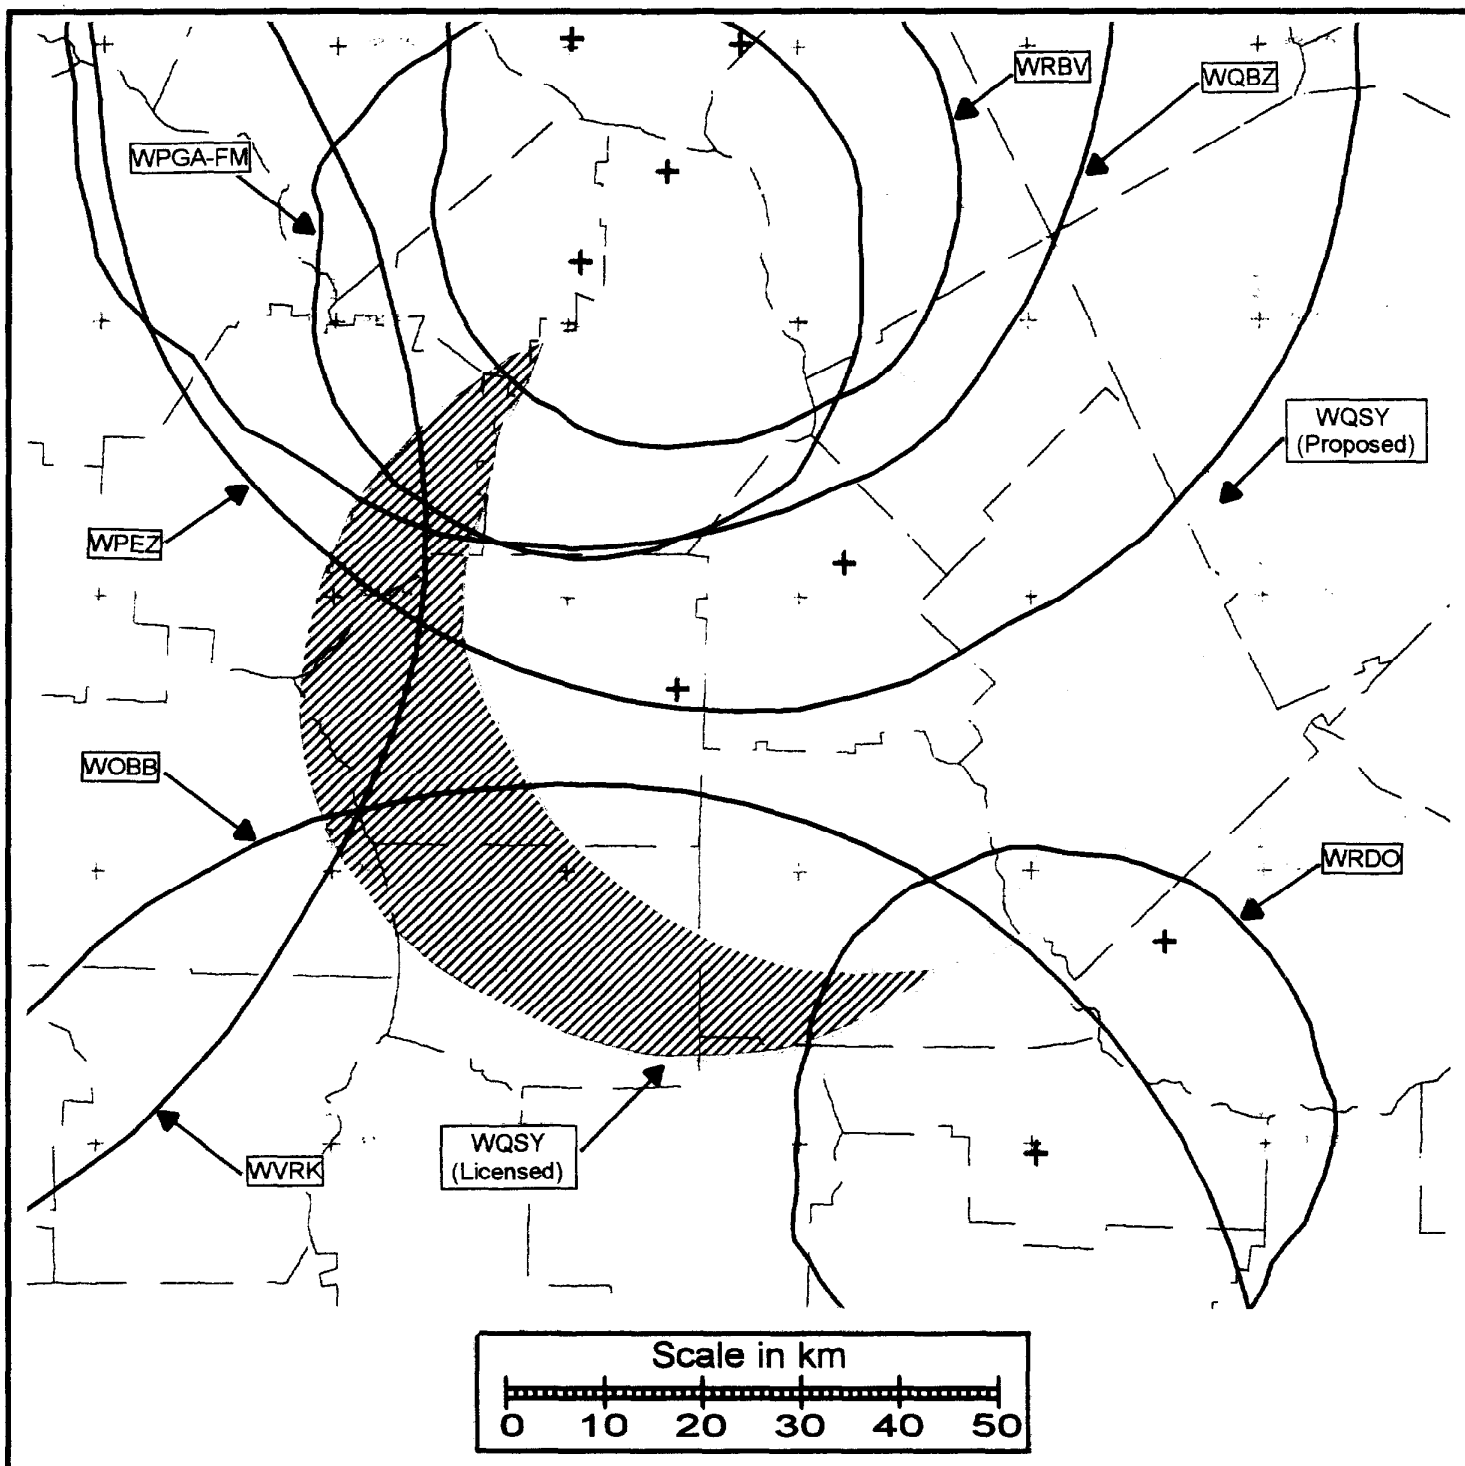 WRBV
WQBZ
WPGA-FM
WQSY
(Proposed)
WPEZ
WOBB
WRDO
WQSY
(Licensed)
WVRK
Scale in km
0 10 20 30 40 50